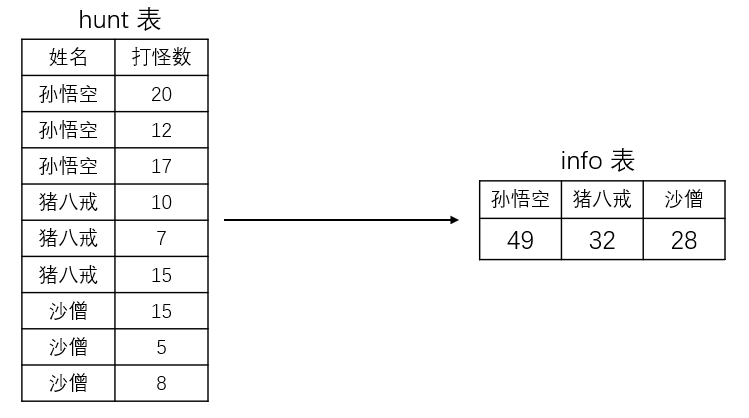 hunt 表
姓名 打怪数
孙悟空 20
孙悟空 12
孙悟空 17
猪八戒 10
猪八戒 7
猪八戒 15
沙僧 15
沙僧 5
沙僧 8
info 表
孙悟空 猪八戒 沙僧
49 32 28